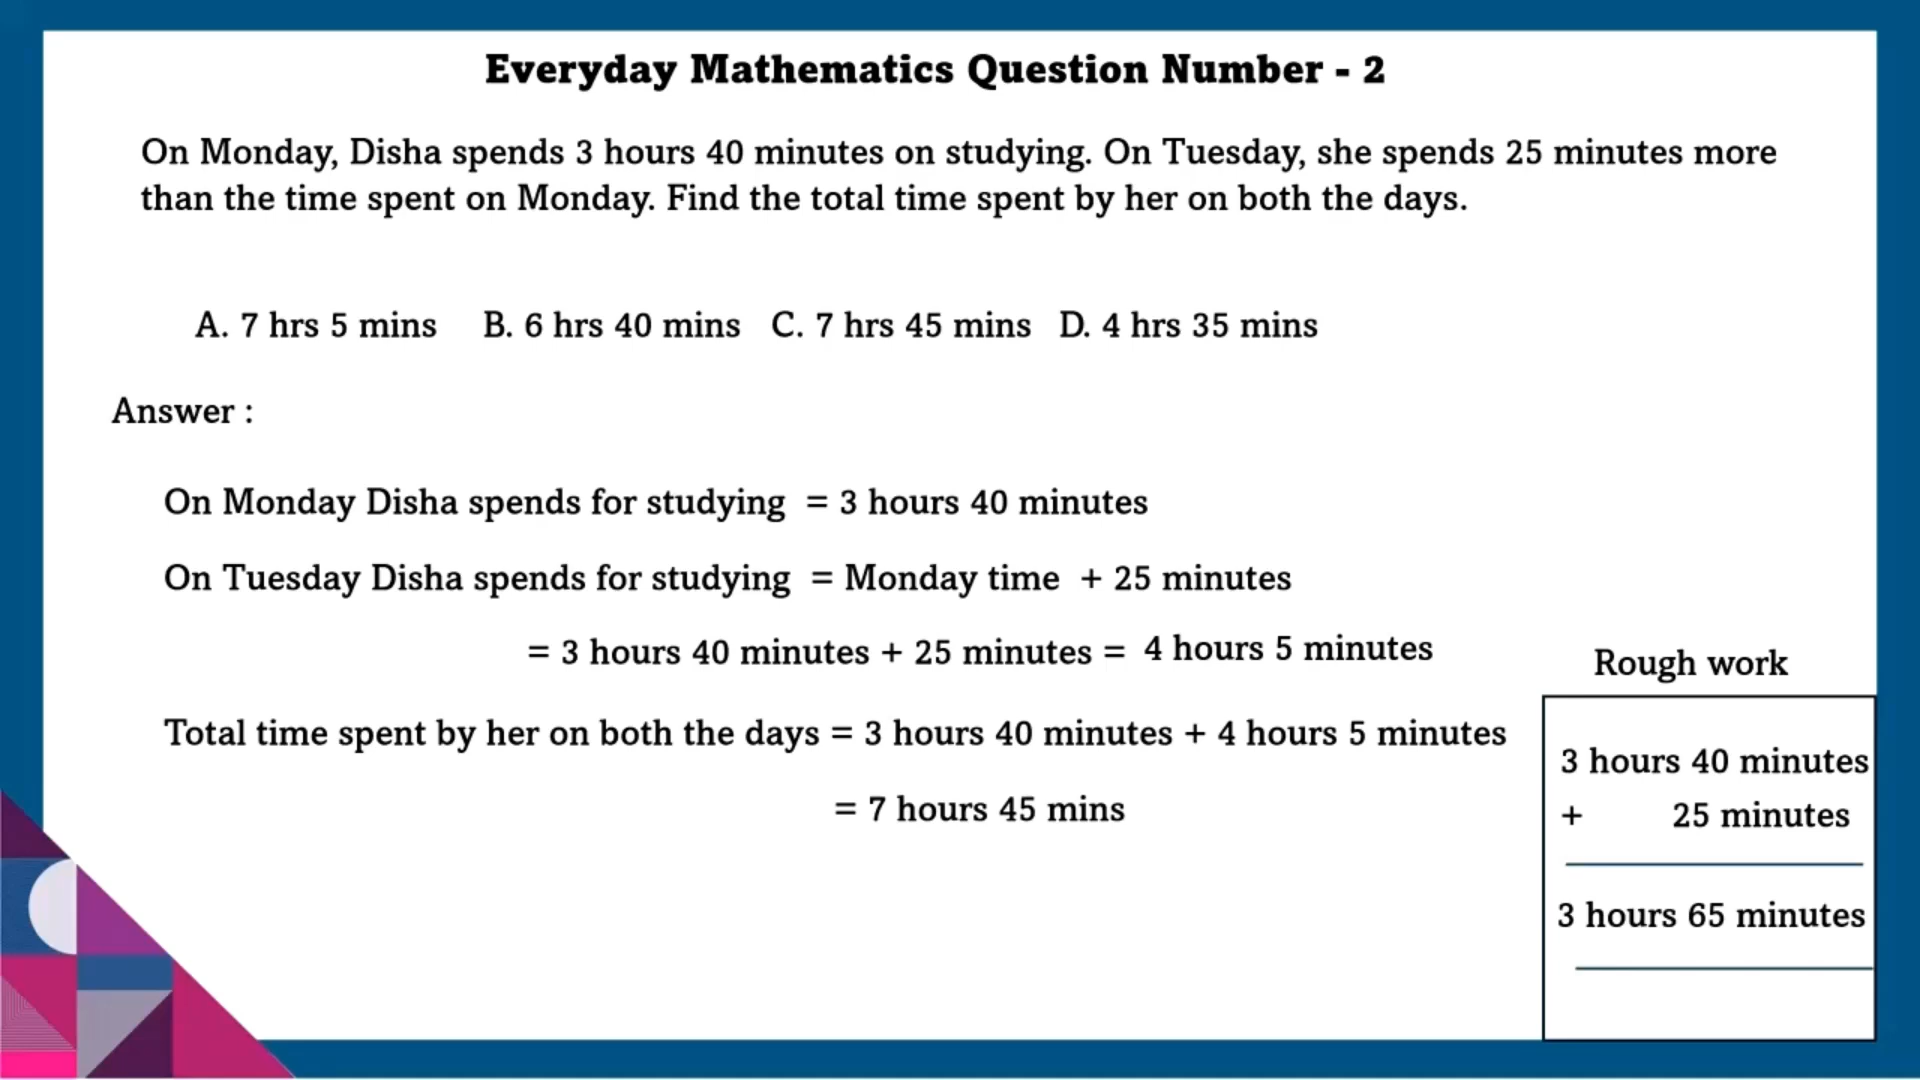 Everyday Mathematics Question Number - 2
On Monday, Disha spends 3 hours 40 minutes on studying. On Tuesday, she spends 25 minutes more
than the time spent on Monday. Find the total time spent by her on both the days.
A. 7 hrs 5 mins B. 6 hrs 40 mins C. 7 hrs 45 mins D. 4 hrs 35 mins
Answer :
On Monday Disha spends for studying = 3 hours 40 minutes
On Tuesday Disha spends for studying = Monday time + 25 minutes
= 3 hours 40 minutes + 25 minutes = 4 hours 5 minutes
Total time spent by her on both the days = 3 hours 40 minutes + 4 hours 5 minutes
= 7 hours 45 mins
Rough work
3 hours 40 minutes
+ 25 minutes
3 hours 65 minutes